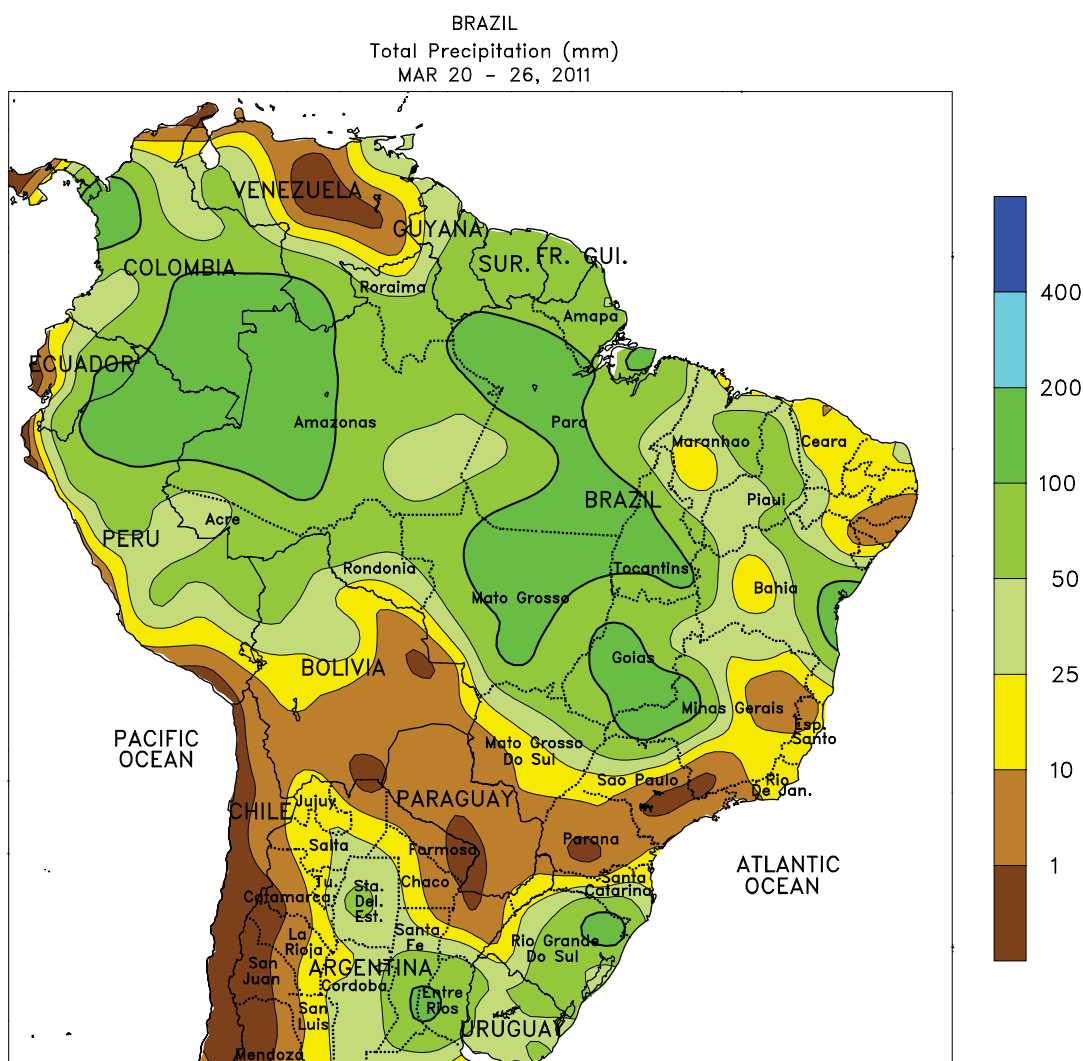 BRAZIL
Total Precipitation (mm)
MAR 20 - 26, 2011
VENEZUELA
GUYANA
COLOMBIA
SUR.
FR. GUI.
Roraima
Amapa
ECUADOR
Amazonas
Para
Maranhao
Ceara
BRAZIL
Piaui
Acre
PERU
Rondonia
Tocantins
Mato Grosso
Bahia
BOLIVIA
Goias
Minas Gerais
Esp.
Santo
PACIFIC
OCEAN
Mato Grosso
Do Sul
Sao Paulo
Rio
De Jan.
CHILE
Jujuy
PARAGUAY
Salta
Formosa
Parana
ATLANTIC
OCEAN
Tu.
Catamarca
Sta.
Del.
Est.
Chaco
Santa
Catarina
La
Rioja
Santa
Fe
Rio Grande
Do Sul
San
Juan
ARGENTINA
Cordoba
Entre
Rios
San
Luis
URUGUAY
Mendoza
400
200
100
50
25
10
1